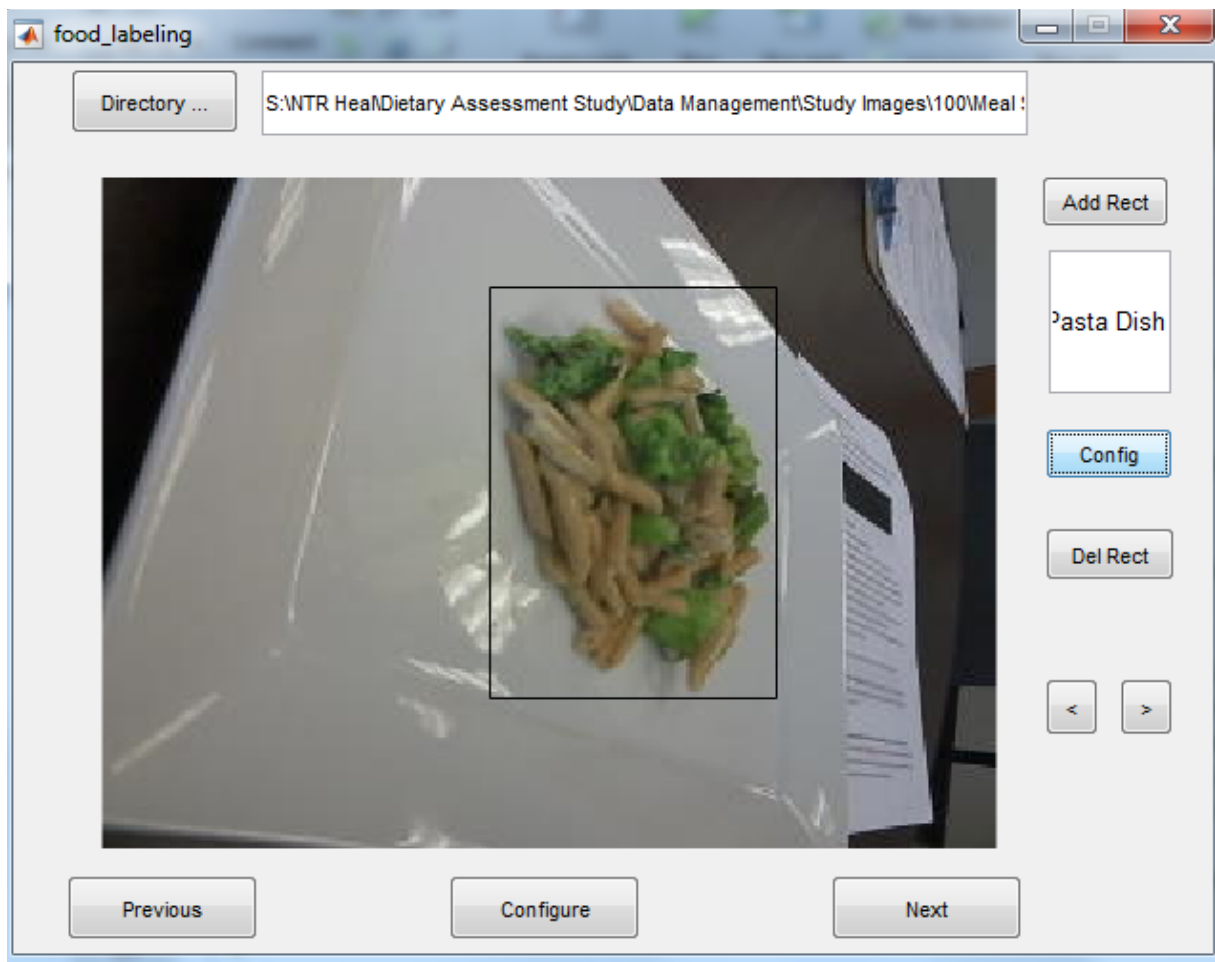 food_labeling
Directory ...
S:\NTR Heal\Dietary Assessment Study\Data Management\Study Images\100\Meal
Add Rect
Pasta Dish
Config
Del Rect
<
>
Previous
Configure
Next